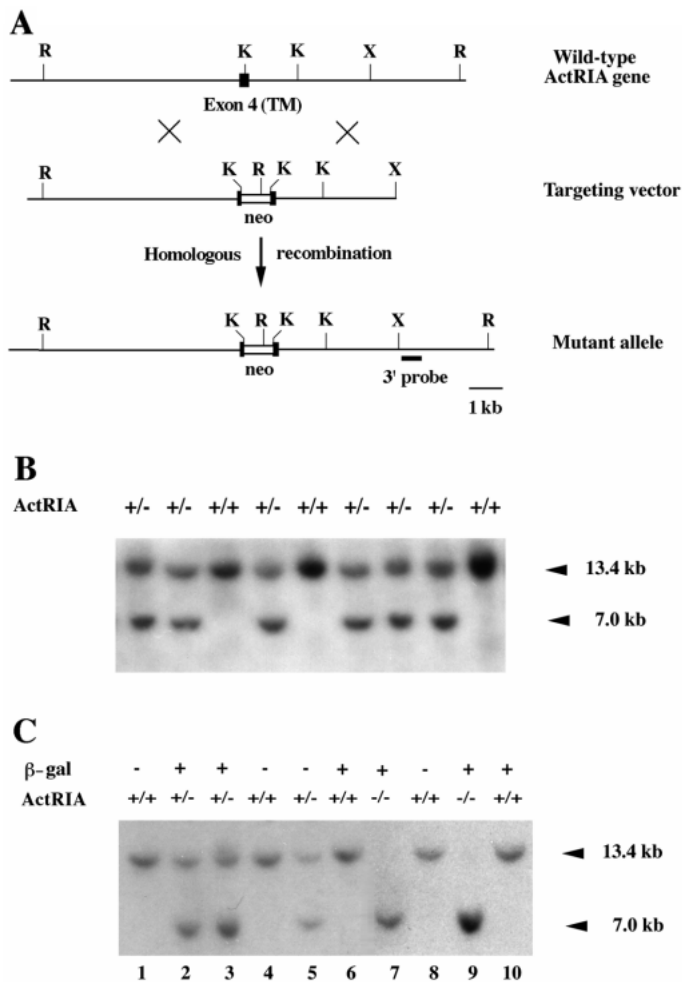 A
R K K X R
Wild-type
ActRIA gene
Exon 4 (TM)
K R K
R K X
Targeting vector
neo
Homologous recombination
R K R K K X R
Mutant allele
neo
3' probe
1 kb
B
ActRIA +/- +/- +/+ +/- +/+ +/- +/- +/- +/+
13.4 kb
7.0 kb
C
β-gal - + + - - + + - + +
ActRIA +/+ +/- +/- +/+ +/- +/+ -/- +/+ -/- +/+
13.4 kb
7.0 kb
1 2 3 4 5 6 7 8 9 10